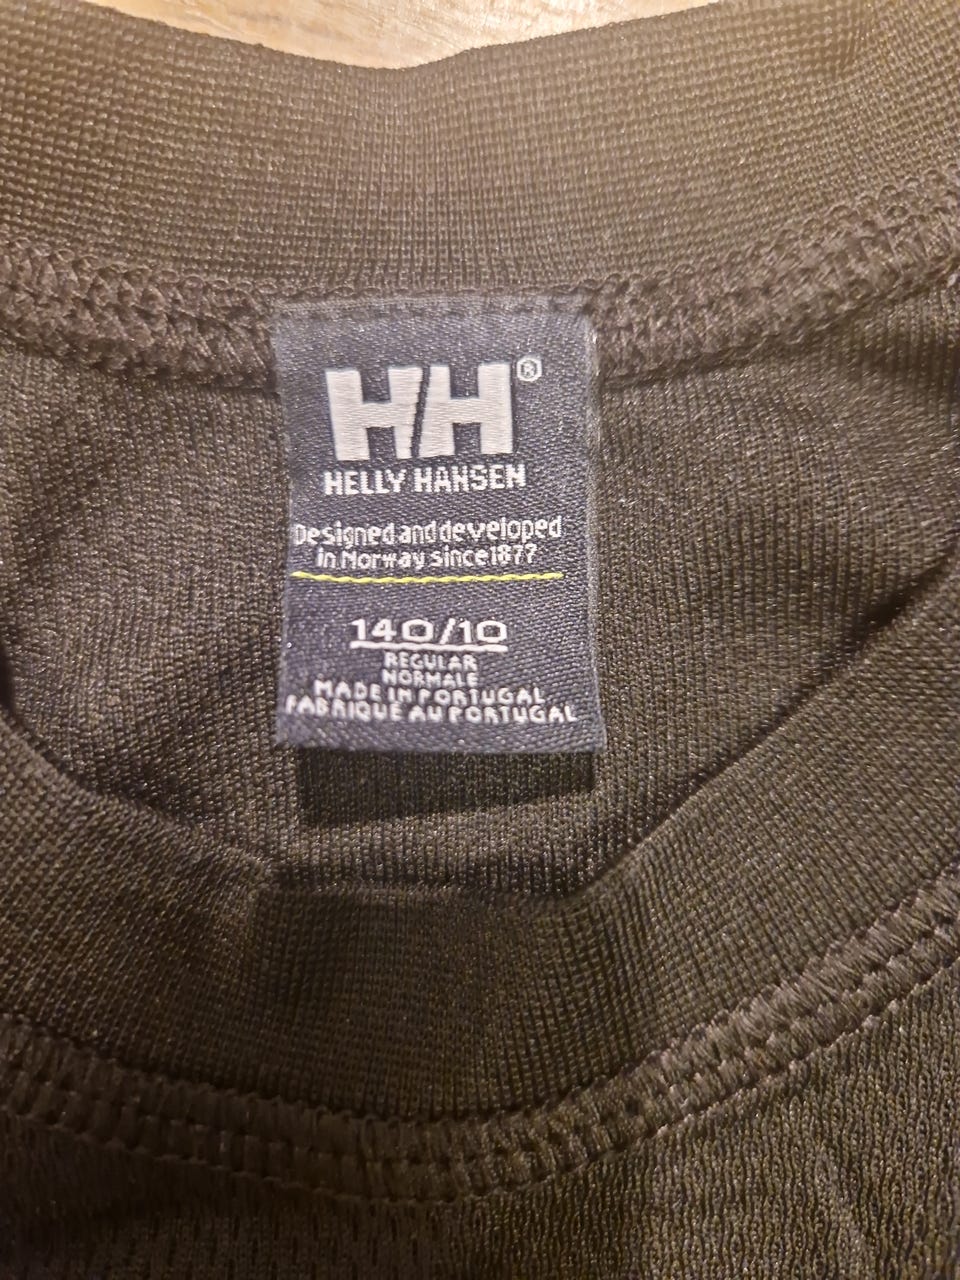 HH®
HELLY HANSEN
Designed and developed
in Norway since 1877
140/10
REGULAR
NORMALE
MADE IN PORTUGAL
FABRIQUE AU PORTUGAL